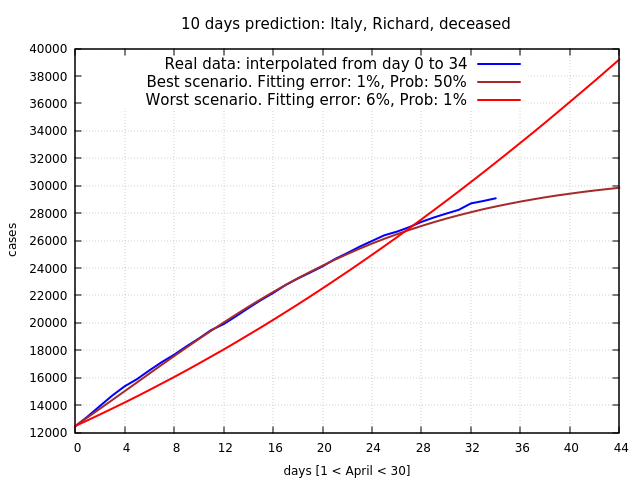 10 days prediction: Italy, Richard, deceased
Real data: interpolated from day 0 to 34
Best scenario. Fitting error: 1%, Prob: 50%
Worst scenario. Fitting error: 6%, Prob: 1%
40000
38000
36000
34000
32000
30000
28000
26000
24000
22000
20000
18000
16000
14000
12000
cases
0 4 8 12 16 20 24 28 32 36 40 44
days [1 < April < 30]